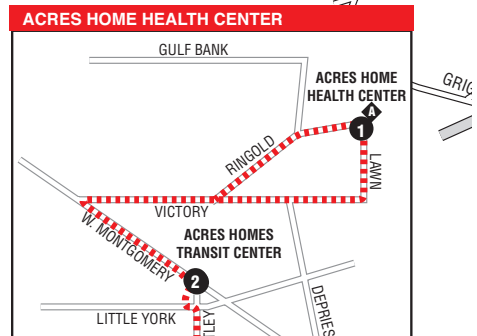 ACRES HOME HEALTH CENTER
GULF BANK
ACRES HOME
HEALTH CENTER
A
1
RINGOLD
LAWN
VICTORY
W. MONTGOMERY
ACRES HOMES
TRANSIT CENTER
2
LITTLE YORK